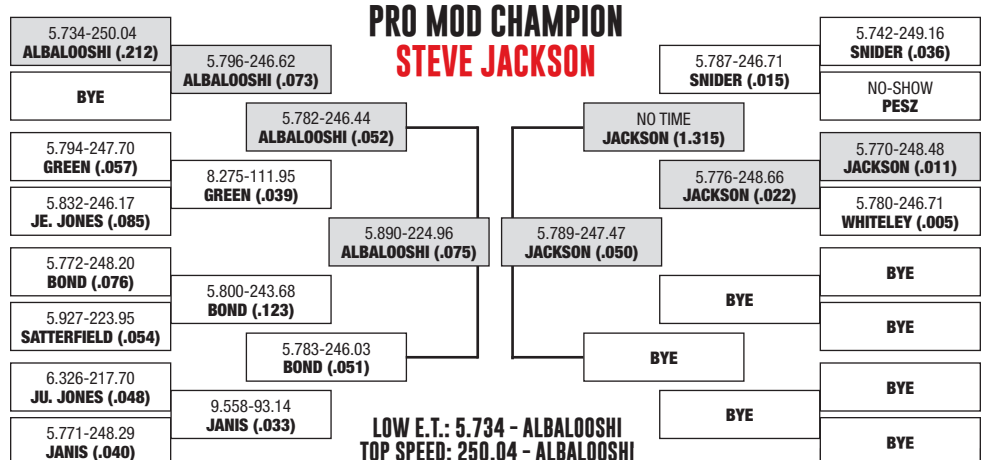 PRO MOD CHAMPION
STEVE JACKSON
5.734-250.04
ALBALOOSHI (.212)
BYE
5.794-247.70
GREEN (.057)
5.832-246.17
JE. JONES (.085)
5.772-248.20
BOND (.076)
5.927-223.95
SATTERFIELD (.054)
6.326-217.70
JU. JONES (.048)
5.771-248.29
JANIS (.040)
5.796-246.62
ALBALOOSHI (.073)
8.275-111.95
GREEN (.039)
5.800-243.68
BOND (.123)
9.558-93.14
JANIS (.033)
5.782-246.44
ALBALOOSHI (.052)
5.783-246.03
BOND (.051)
5.890-224.96
ALBALOOSHI (.075)
5.789-247.47
JACKSON (.050)
NO TIME
JACKSON (1.315)
BYE
5.787-246.71
SNIDER (.015)
5.776-248.66
JACKSON (.022)
BYE
BYE
5.742-249.16
SNIDER (.036)
NO-SHOW
PESZ
5.770-248.48
JACKSON (.011)
5.780-246.71
WHITELEY (.005)
BYE
BYE
BYE
BYE
LOW E.T.: 5.734 - ALBALOOSHI
TOP SPEED: 250.04 - ALBALOOSHI